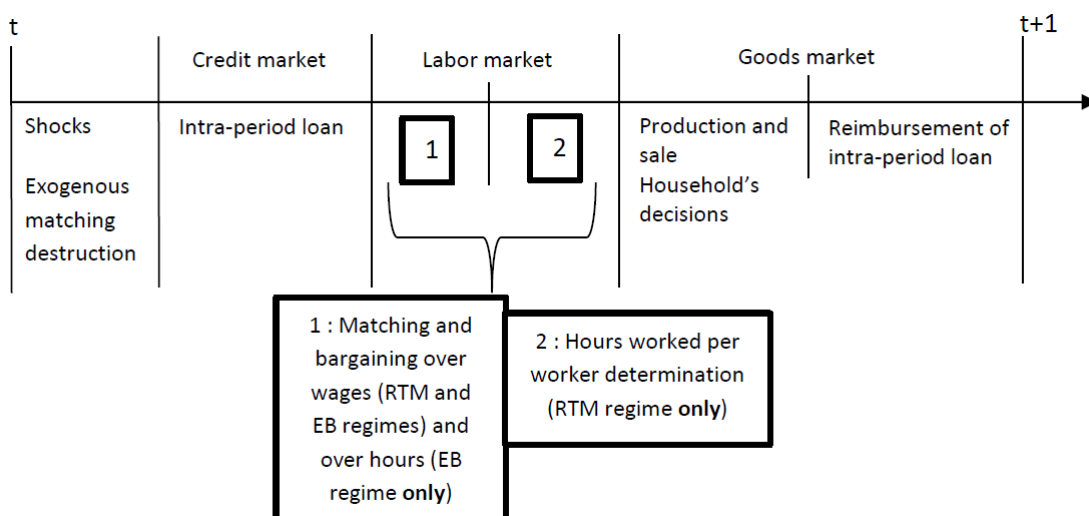 t
t+1
Credit market
Labor market
Goods market
Shocks
Exogenous
matching
destruction
Intra-period loan
1
2
Production and
sale
Household's
decisions
Reimbursement of
intra-period loan
1 : Matching and
bargaining over
wages (RTM and
EB regimes) and
over hours (EB
regime only)
2 : Hours worked per
worker determination
(RTM regime only)